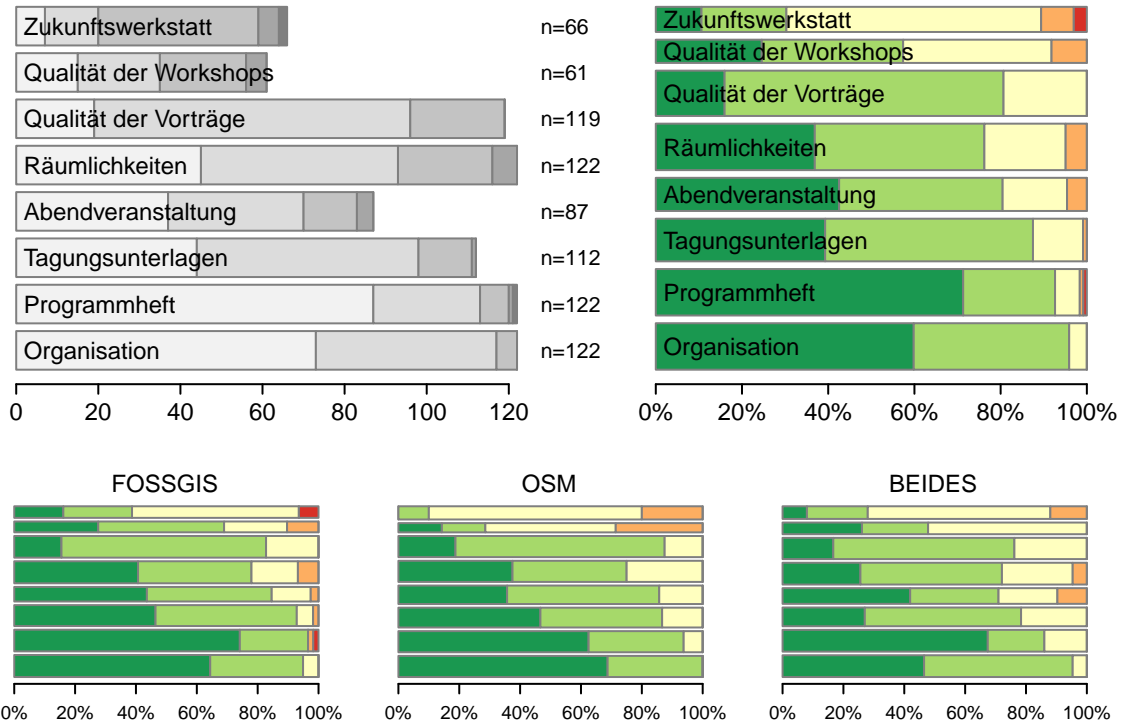 Zukunftswerkstatt n=66
Qualität der Workshops n=61
Qualität der Vorträge n=119
Räumlichkeiten n=122
Abendveranstaltung n=87
Tagungsunterlagen n=112
Programmheft n=122
Organisation n=122
0 20 40 60 80 100 120
Zukunftswerkstatt
Qualität der Workshops
Qualität der Vorträge
Räumlichkeiten
Abendveranstaltung
Tagungsunterlagen
Programmheft
Organisation
0% 20% 40% 60% 80% 100%
FOSSGIS
0% 20% 40% 60% 80% 100%
OSM
0% 20% 40% 60% 80% 100%
BEIDES
0% 20% 40% 60% 80% 100%